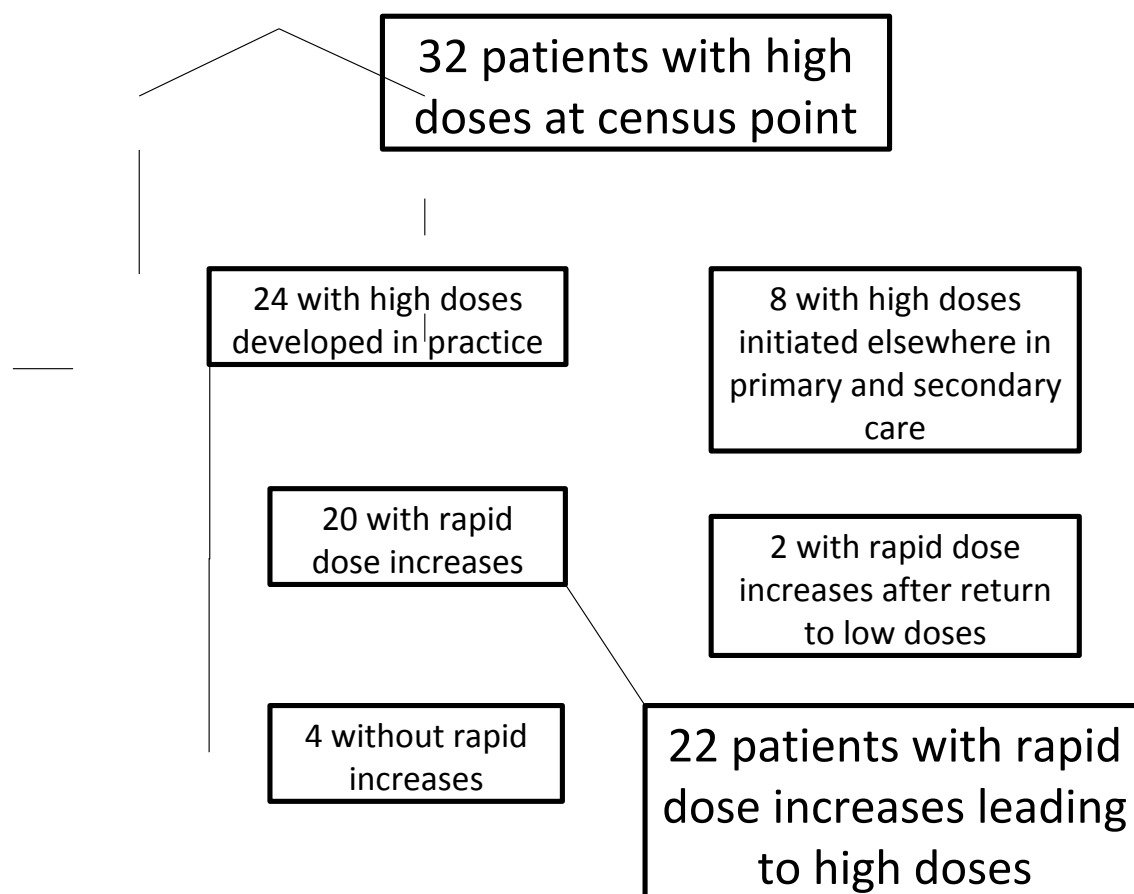 32 patients with high
doses at census point
24 with high doses
developed in practice
8 with high doses
initiated elsewhere in
primary and secondary
care
20 with rapid
dose increases
2 with rapid dose
increases after return
to low doses
4 without rapid
increases
22 patients with rapid
dose increases leading
to high doses